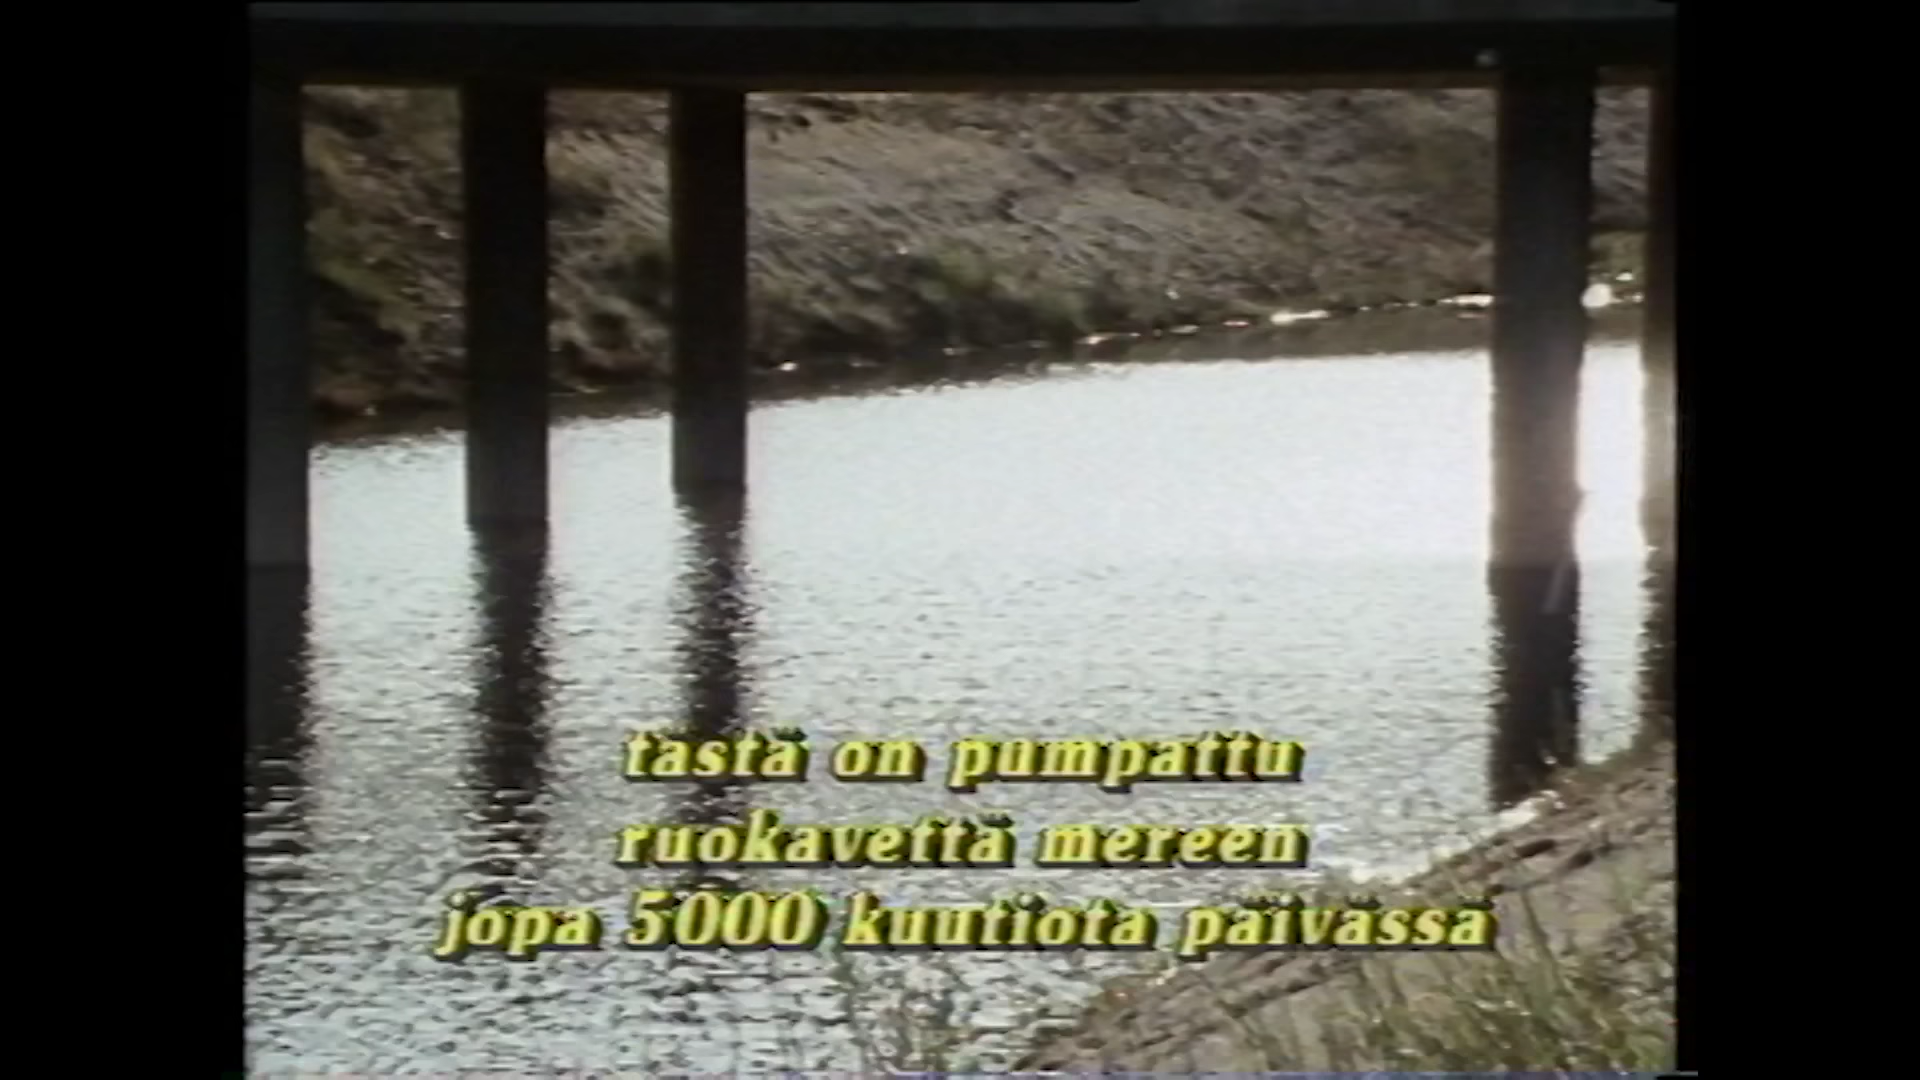 tästä on pumpattu
ruokavettä mereen
jopa 5000 kuutiota päivässä